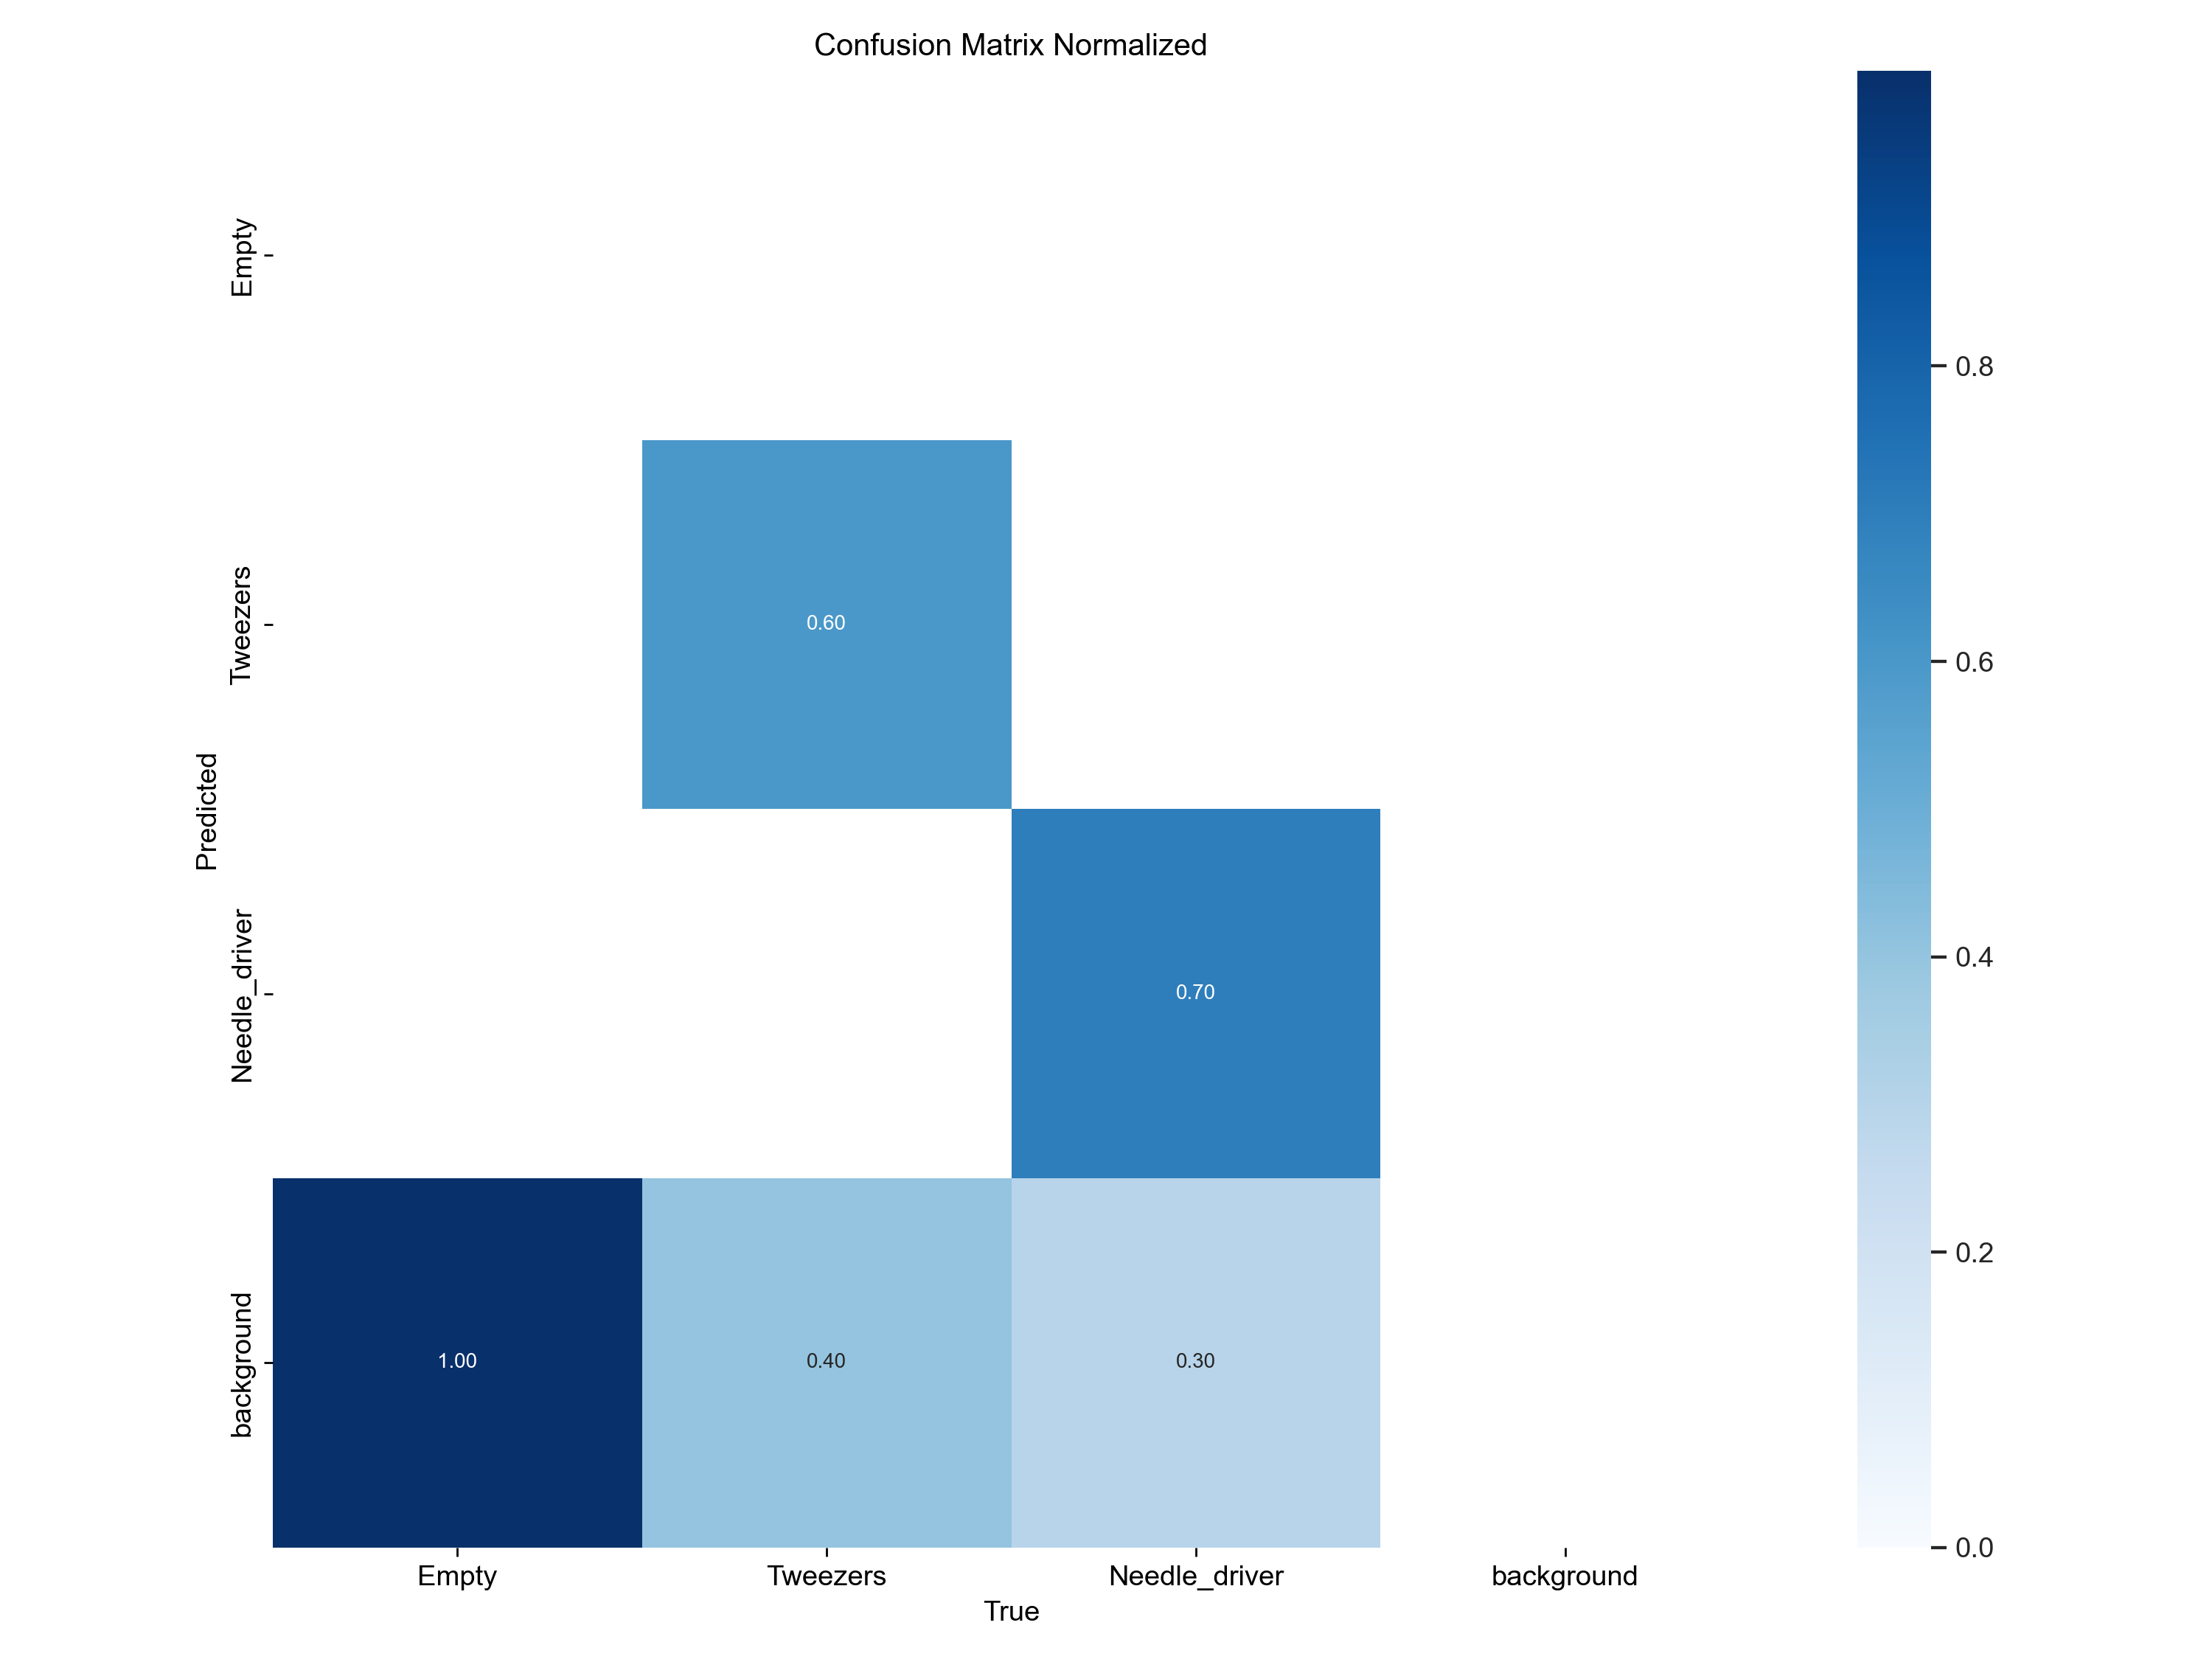 Confusion Matrix Normalized
Empty
Tweezers
Needle_driver
background
Predicted
0.60
0.70
1.00
0.40
0.30
Empty
Tweezers
Needle_driver
background
True
0.8
0.6
0.4
0.2
0.0